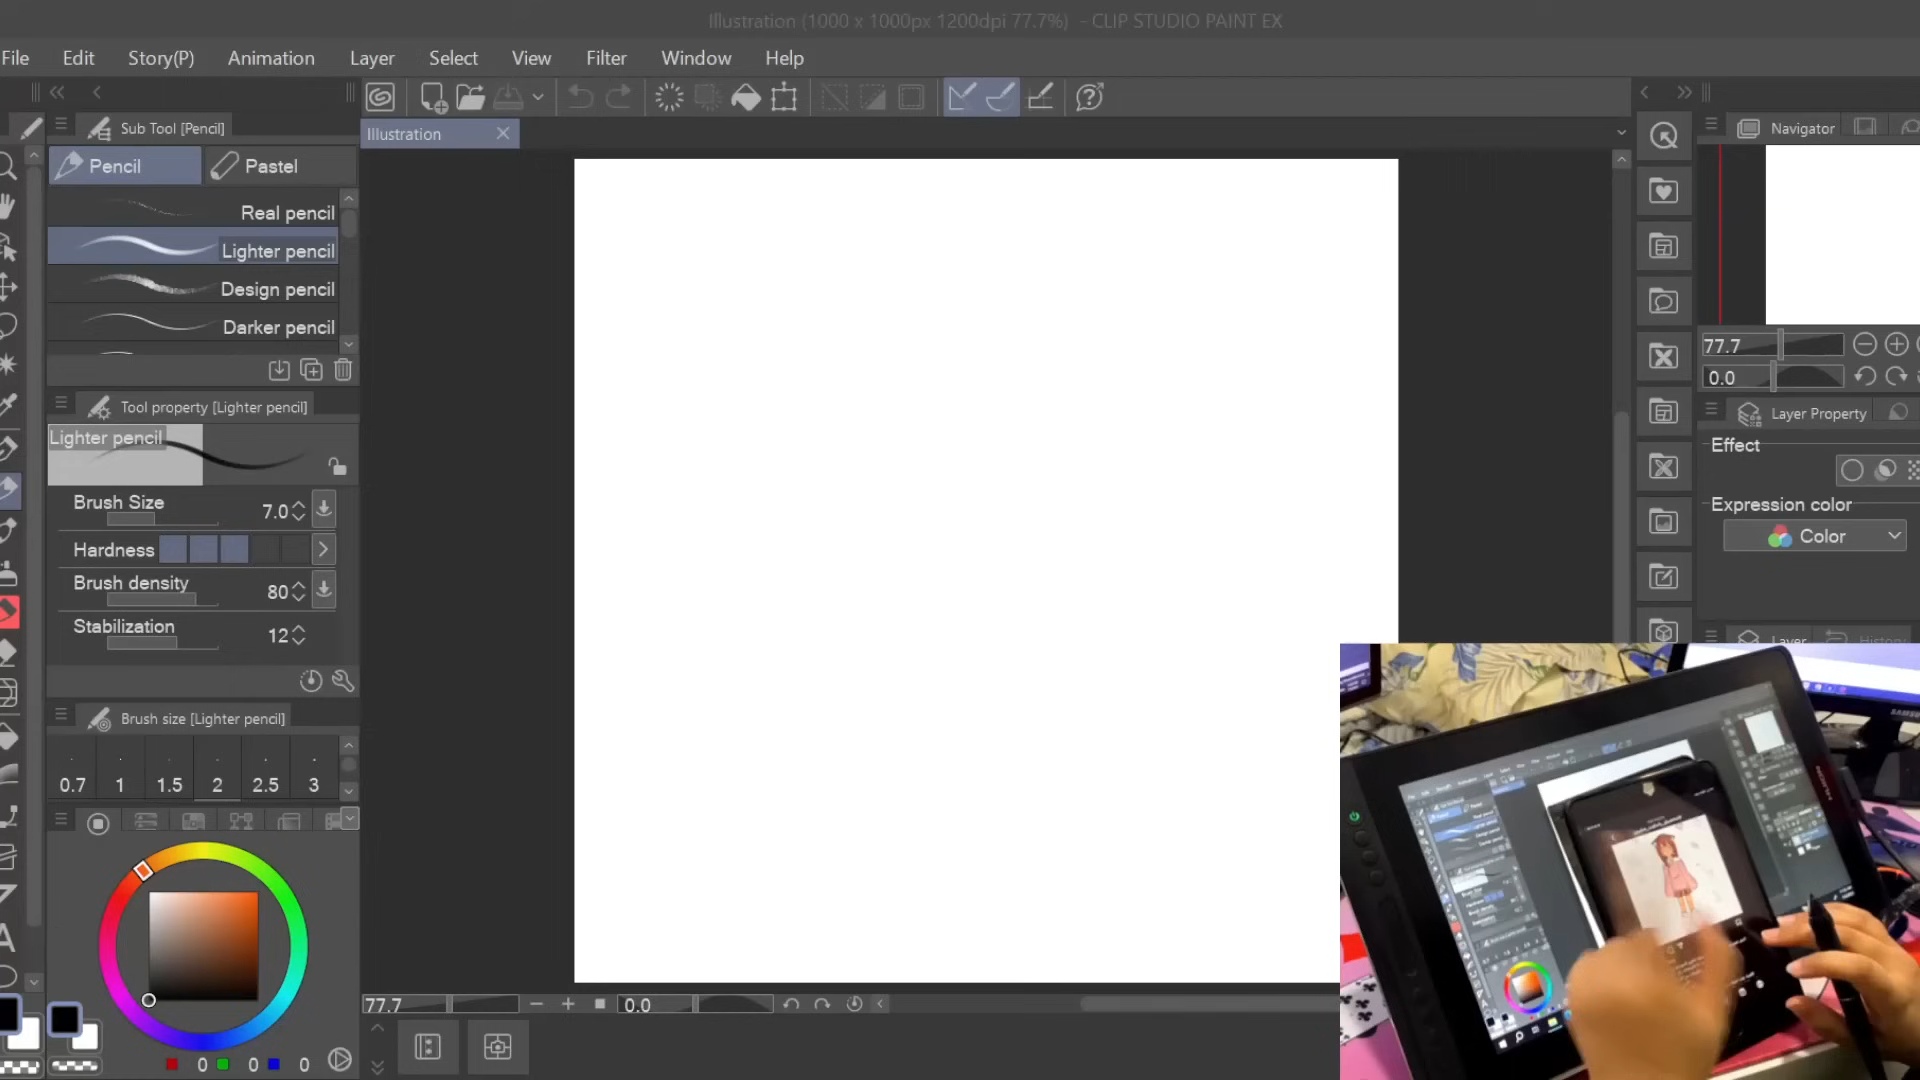 Illustration (1000 x 1000px 1200dpi 77.7%) - CLIP STUDIO PAINT EX
File Edit Story(P) Animation Layer Select View Filter Window Help
Sub Tool [Pencil]
Illustration
Navigator
Pencil Pastel
Real pencil
Lighter pencil
Design pencil
Darker pencil
77.7
0.0
Tool property [Lighter pencil]
Layer Property
Lighter pencil
Effect
Brush Size 7.0
Expression color
Color
Hardness
Brush density 80
Stabilization 12
Layer History
Brush size [Lighter pencil]
0.7 1 1.5 2 2.5 3
A
77.7 0.0
0 0 0
SAMSUNG